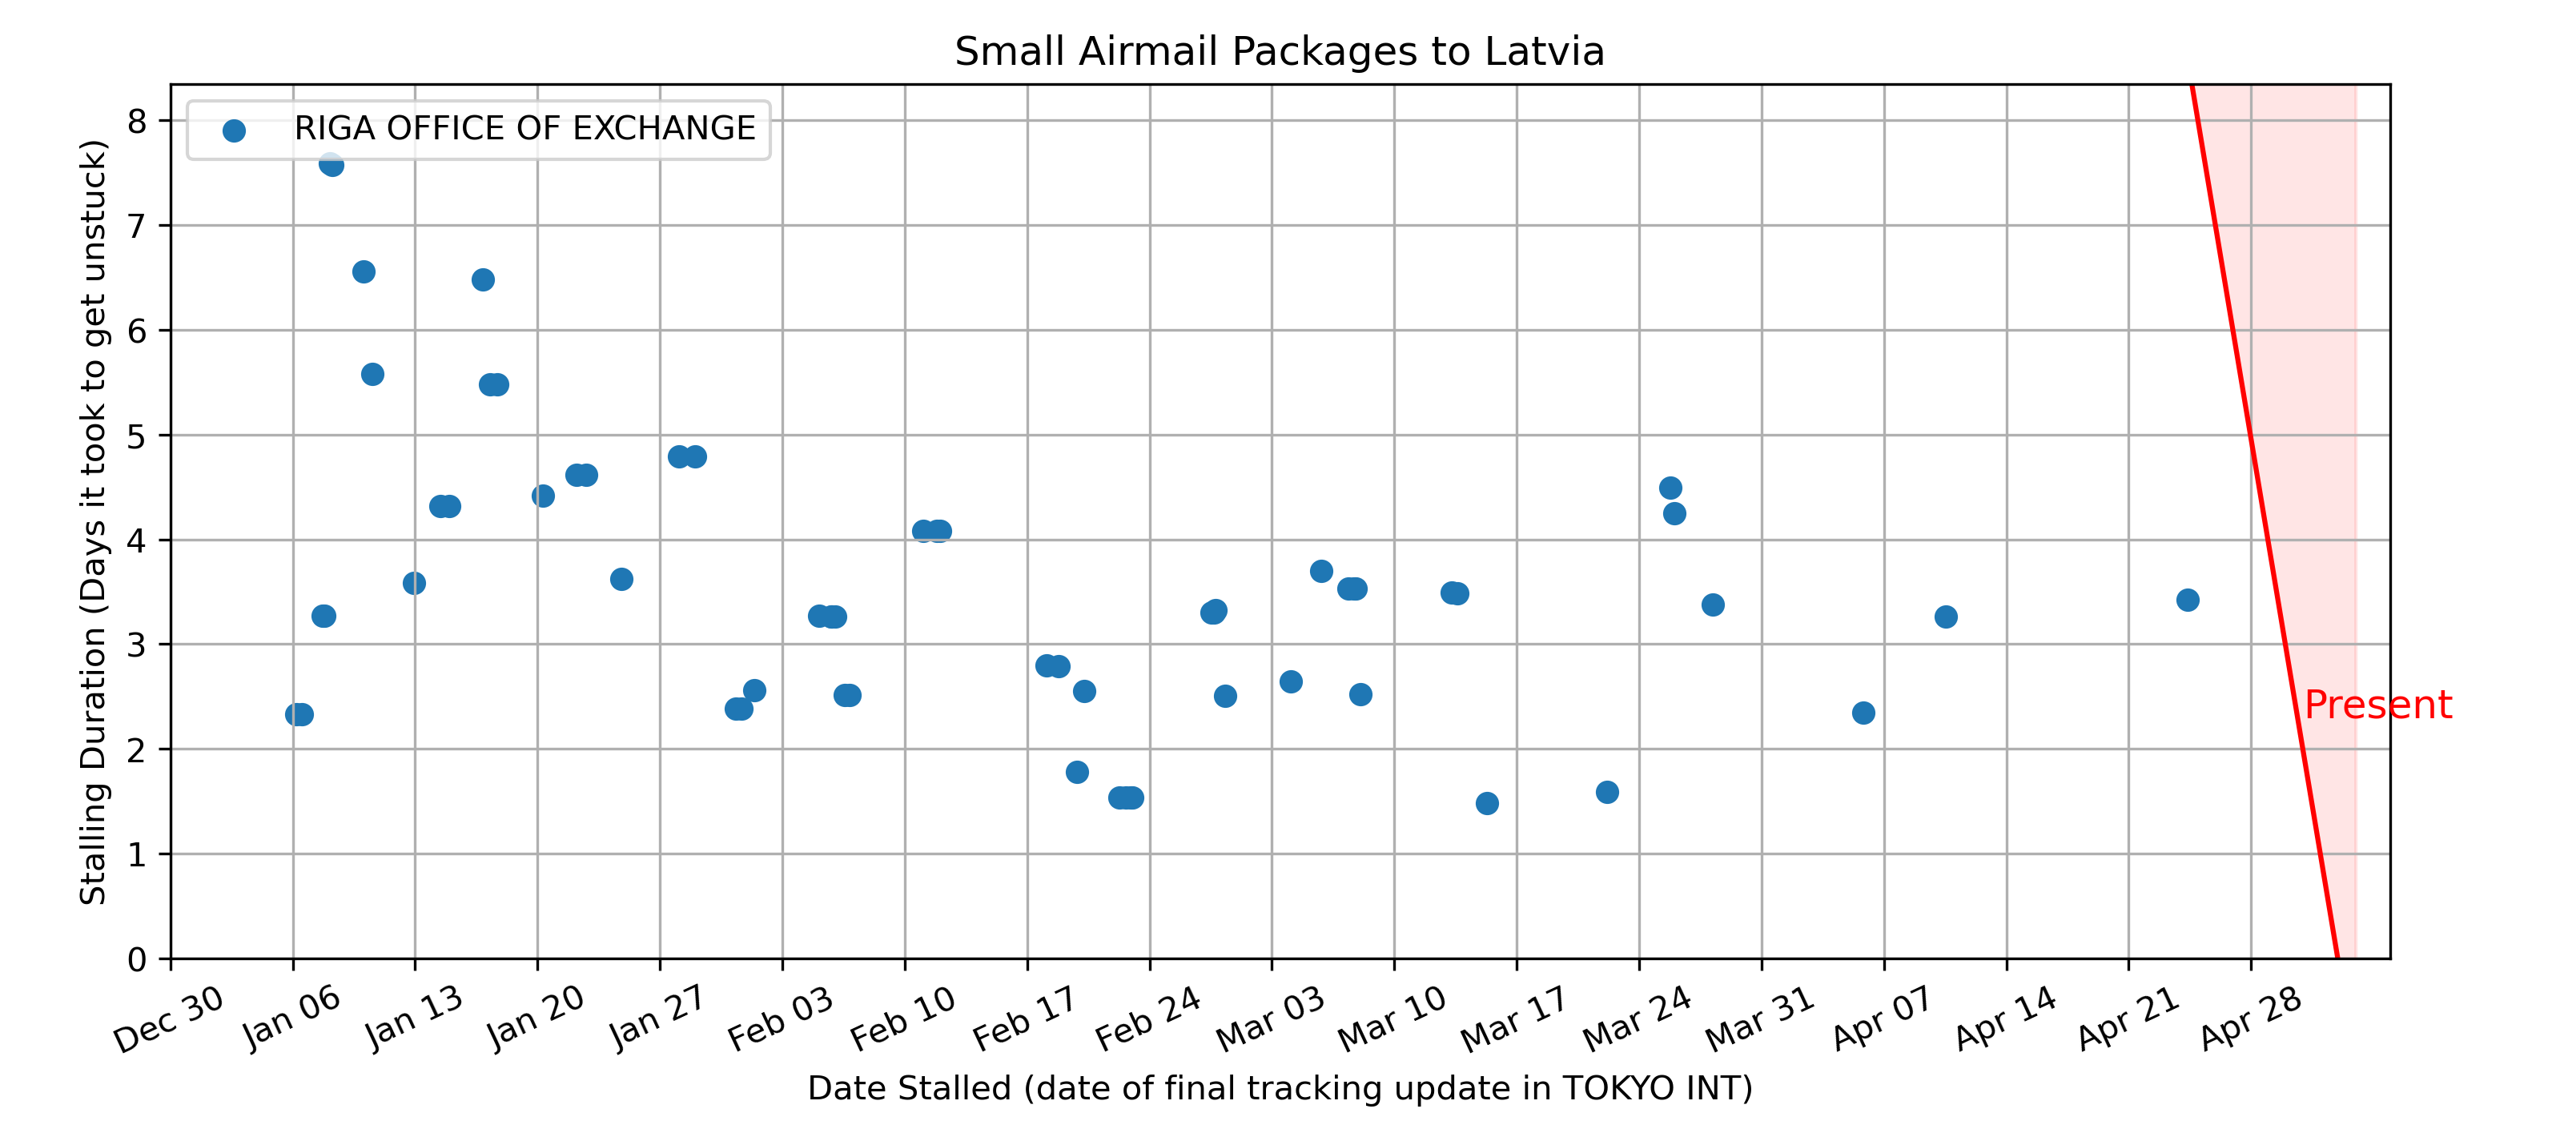 Small Airmail Packages to Latvia
RIGA OFFICE OF EXCHANGE
Stalling Duration (Days it took to get unstuck)
8
7
6
5
4
3
2
1
0
Present
Dec 30
Jan 06
Jan 13
Jan 20
Jan 27
Feb 03
Feb 10
Feb 17
Feb 24
Mar 03
Mar 10
Mar 17
Mar 24
Mar 31
Apr 07
Apr 14
Apr 21
Apr 28
Date Stalled (date of final tracking update in TOKYO INT)